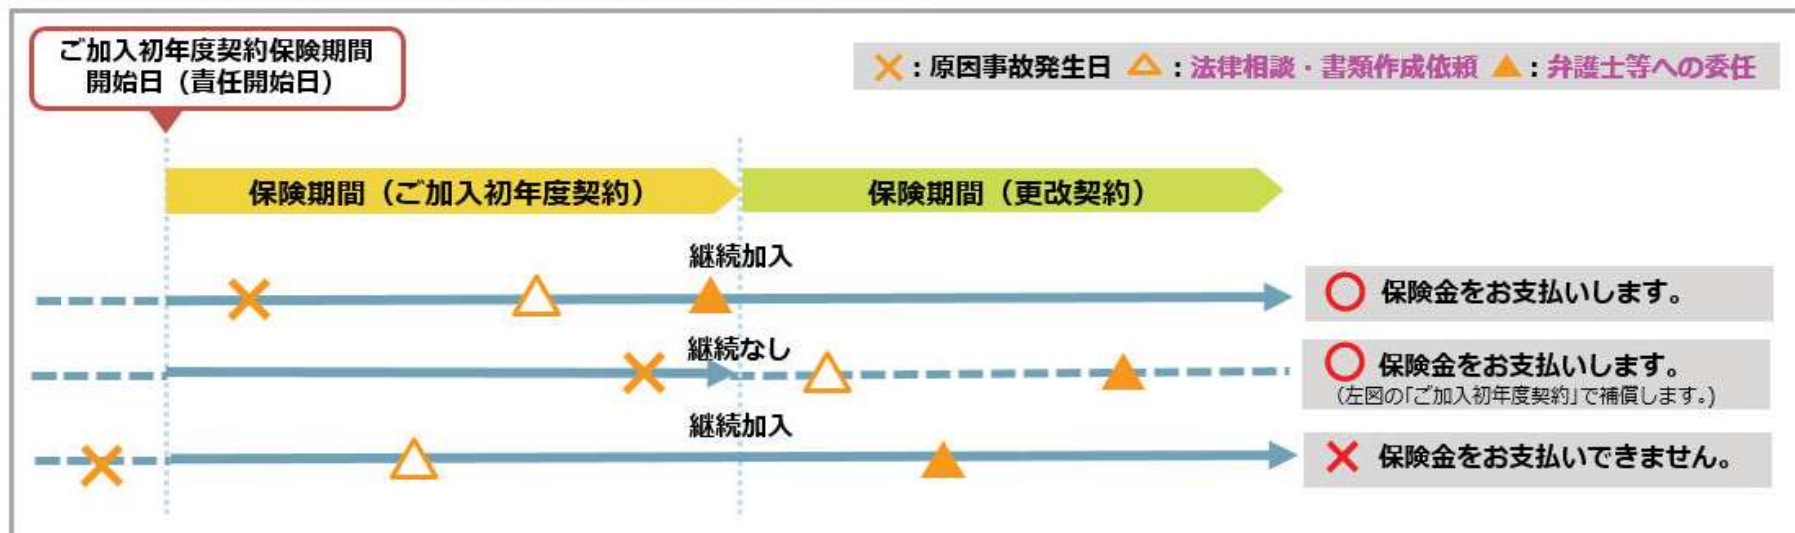 ご加入初年度契約保険期間
開始日（責任開始日）
✕：原因事故発生日 △：法律相談・書類作成依頼 ▲：弁護士等への委任
保険期間（ご加入初年度契約）
保険期間（更改契約）
継続加入
○ 保険金をお支払いします。
継続なし
○ 保険金をお支払いします。
（左図の｢ご加入初年度契約｣で補償します｡)
継続加入
✕ 保険金をお支払いできません。